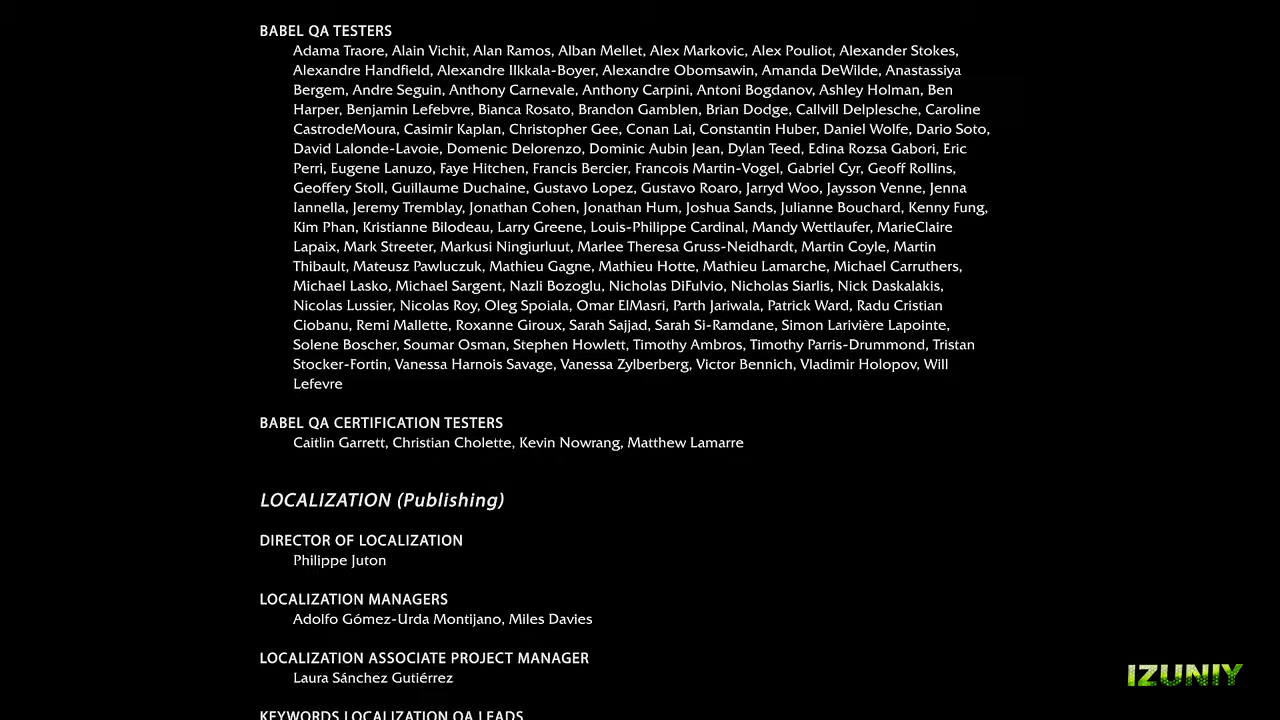 BABEL QA TESTERS
Adama Traore, Alain Vichit, Alan Ramos, Alban Mellet, Alex Markovic, Alex Pouliot, Alexander Stokes,
Alexandre Handfield, Alexandre Ilkkala-Boyer, Alexandre Obomsawin, Amanda DeWilde, Anastassiya
Bergem, Andre Seguin, Anthony Carnevale, Anthony Carpini, Antoni Bogdanov, Ashley Holman, Ben
Harper, Benjamin Lefebvre, Bianca Rosato, Brandon Gamblen, Brian Dodge, Callvill Delplesche, Caroline
CastrodeMoura, Casimir Kaplan, Christopher Gee, Conan Lai, Constantin Huber, Daniel Wolfe, Dario Soto,
David Lalonde-Lavoie, Domenic Delorenzo, Dominic Aubin Jean, Dylan Teed, Edina Rozsa Gabori, Eric
Perri, Eugene Lanuzo, Faye Hitchen, Francis Bercier, Francois Martin-Vogel, Gabriel Cyr, Geoff Rollins,
Geoffery Stoll, Guillaume Duchaine, Gustavo Lopez, Gustavo Roaro, Jarryd Woo, Jaysson Venne, Jenna
Iannella, Jeremy Tremblay, Jonathan Cohen, Jonathan Hum, Joshua Sands, Julianne Bouchard, Kenny Fung,
Kim Phan, Kristianne Bilodeau, Larry Greene, Louis-Philippe Cardinal, Mandy Wettlaufer, MarieClaire
Lapaix, Mark Streeter, Markusi Ningiurluut, Marlee Theresa Gruss-Neidhardt, Martin Coyle, Martin
Thibault, Mateusz Pawluczuk, Mathieu Gagne, Mathieu Hotte, Mathieu Lamarche, Michael Carruthers,
Michael Lasko, Michael Sargent, Nazli Bozoglu, Nicholas DiFulvio, Nicholas Siarlis, Nick Daskalakis,
Nicolas Lussier, Nicolas Roy, Oleg Spoiala, Omar ElMasri, Parth Jariwala, Patrick Ward, Radu Cristian
Ciobanu, Remi Mallette, Roxanne Giroux, Sarah Sajjad, Sarah Si-Ramdane, Simon Larivière Lapointe,
Solene Boscher, Soumar Osman, Stephen Howlett, Timothy Ambros, Timothy Parris-Drummond, Tristan
Stocker-Fortin, Vanessa Harnois Savage, Vanessa Zylberberg, Victor Bennich, Vladimir Holopov, Will
Lefevre
BABEL QA CERTIFICATION TESTERS
Caitlin Garrett, Christian Cholette, Kevin Nowrang, Matthew Lamarre
LOCALIZATION (Publishing)
DIRECTOR OF LOCALIZATION
Philippe Juton
LOCALIZATION MANAGERS
Adolfo Gómez-Urda Montijano, Miles Davies
LOCALIZATION ASSOCIATE PROJECT MANAGER
Laura Sánchez Gutiérrez
KEYWORDS LOCALIZATION QA LEADS
IZUNIY